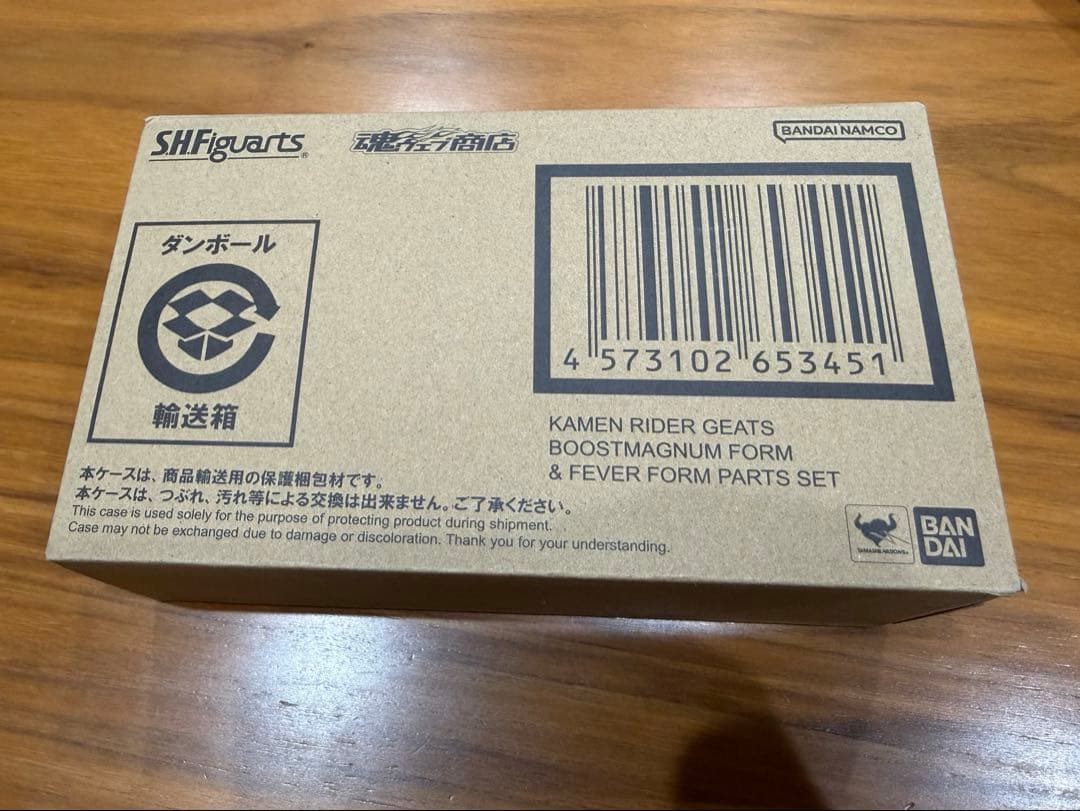 S.H.Figuarts®
魂ウェブ商店
BANDAI NAMCO
ダンボール
輸送箱
4 573102 653451
KAMEN RIDER GEATS
BOOSTMAGNUM FORM
& FEVER FORM PARTS SET
本ケースは、商品輸送用の保護梱包材です。
本ケースは、つぶれ、汚れ等による交換は出来ません。ご了承ください。
This case is used solely for the purpose of protecting product during shipment.
Case may not be exchanged due to damage or discoloration. Thank you for your understanding.
TAMASHII NATIONS
BAN
DAI